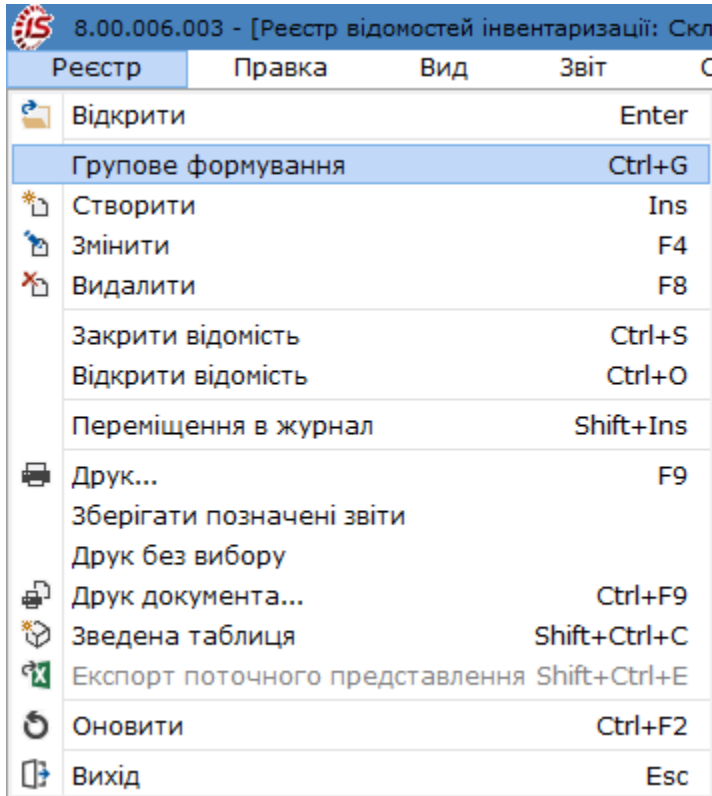 iS 8.00.006.003 - [Реєстр відомостей інвентаризації: Скл
Реєстр Правка Вид Звіт
Відкрити Enter
Групове формування Ctrl+G
Створити Ins
Змінити F4
Видалити F8
Закрити відомість Ctrl+S
Відкрити відомість Ctrl+O
Переміщення в журнал Shift+Ins
Друк... F9
Зберігати позначені звіти
Друк без вибору
Друк документа... Ctrl+F9
Зведена таблиця Shift+Ctrl+C
Експорт поточного представлення Shift+Ctrl+E
Оновити Ctrl+F2
Вихід Esc